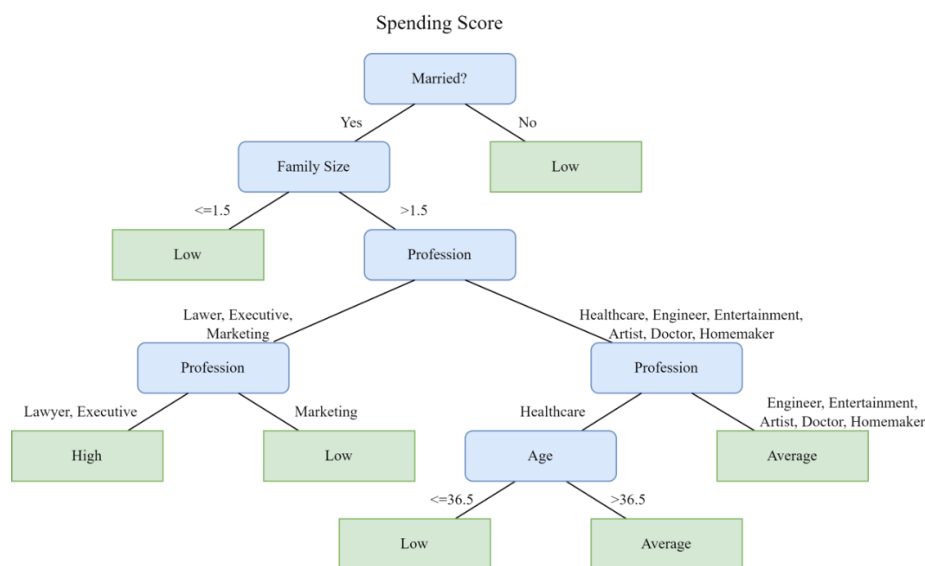 Spending Score
Married?
Yes
No
Family Size
Low
<=1.5
>1.5
Low
Profession
Lawer, Executive,
Marketing
Healthcare, Engineer, Entertainment,
Artist, Doctor, Homemaker
Profession
Profession
Lawyer, Executive
Marketing
Healthcare
Engineer, Entertainment,
Artist, Doctor, Homemaker
High
Low
Age
Average
<=36.5
>36.5
Low
Average